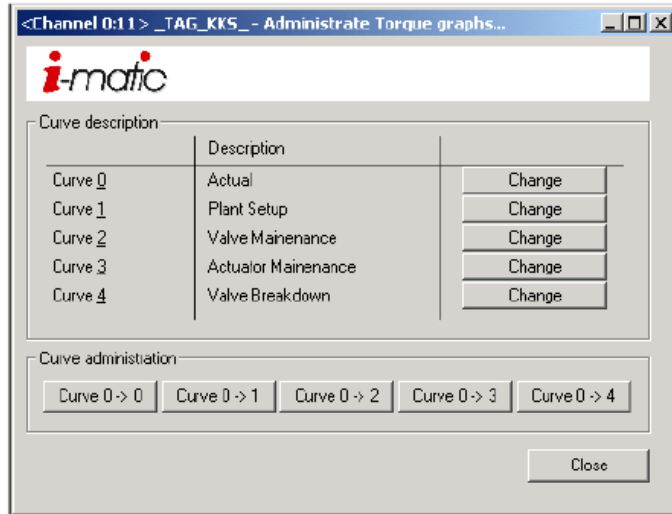 <Channel 0:11> _TAG_KKS_ - Administrate Torque graphs...
i-matic
Curve description
Description
Curve 0 Actual Change
Curve 1 Plant Setup Change
Curve 2 Valve Mainenance Change
Curve 3 Actuator Mainenance Change
Curve 4 Valve Breakdown Change
Curve administration
Curve 0 -> 0 Curve 0 -> 1 Curve 0 -> 2 Curve 0 -> 3 Curve 0 -> 4
Close